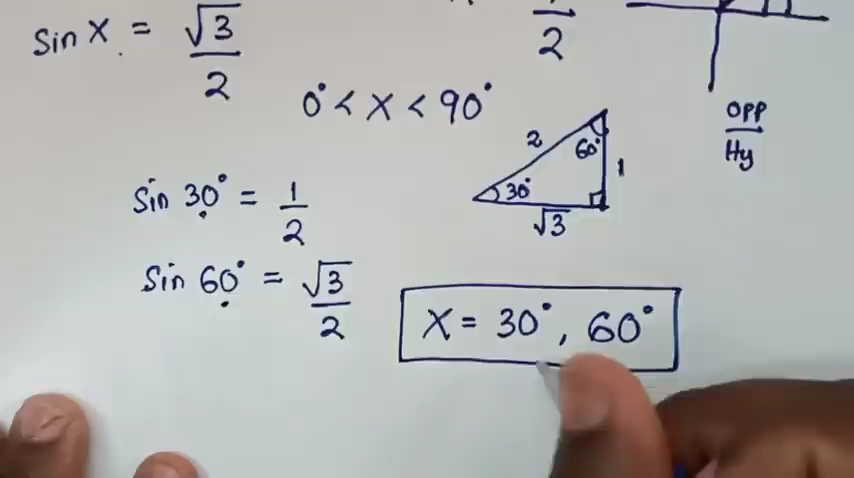 Sin X = √3/2
2
0° < X < 90°
OPP/Hy
2
60°
1
30°
√3
Sin 30° = 1/2
Sin 60° = √3/2
X = 30°, 60°